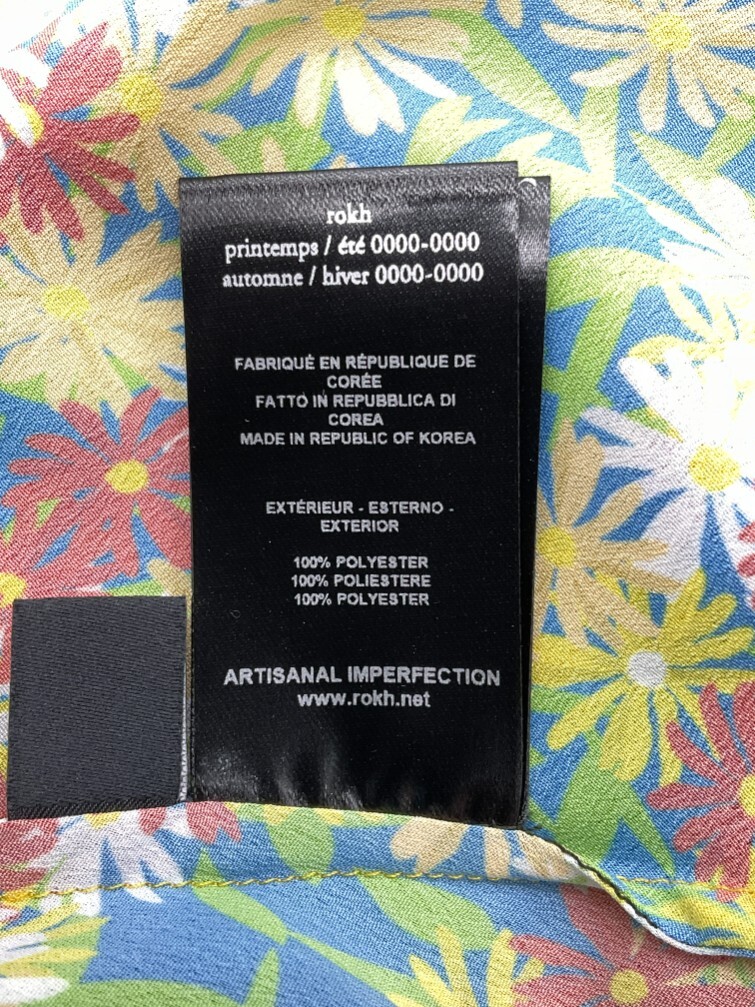 rokh
printemps / été 0000-0000
automne / hiver 0000-0000
FABRIQUÉ EN RÉPUBLIQUE DE
CORÉE
FATTO IN REPUBBLICA DI
COREA
MADE IN REPUBLIC OF KOREA
EXTÉRIEUR - ESTERNO -
EXTERIOR
100% POLYESTER
100% POLIESTERE
100% POLYESTER
ARTISANAL IMPERFECTION
www.rokh.net